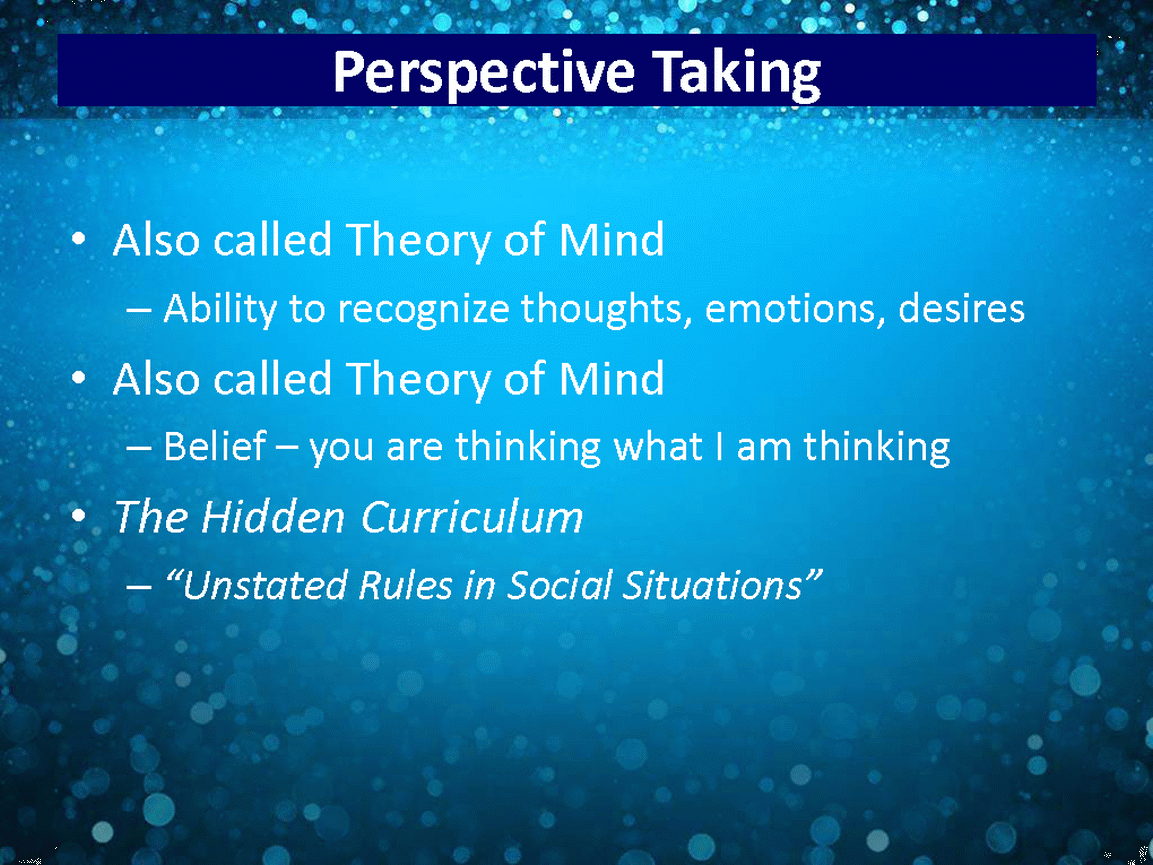 Perspective Taking
• Also called Theory of Mind
– Ability to recognize thoughts, emotions, desires
• Also called Theory of Mind
– Belief – you are thinking what I am thinking
• The Hidden Curriculum
– “Unstated Rules in Social Situations”